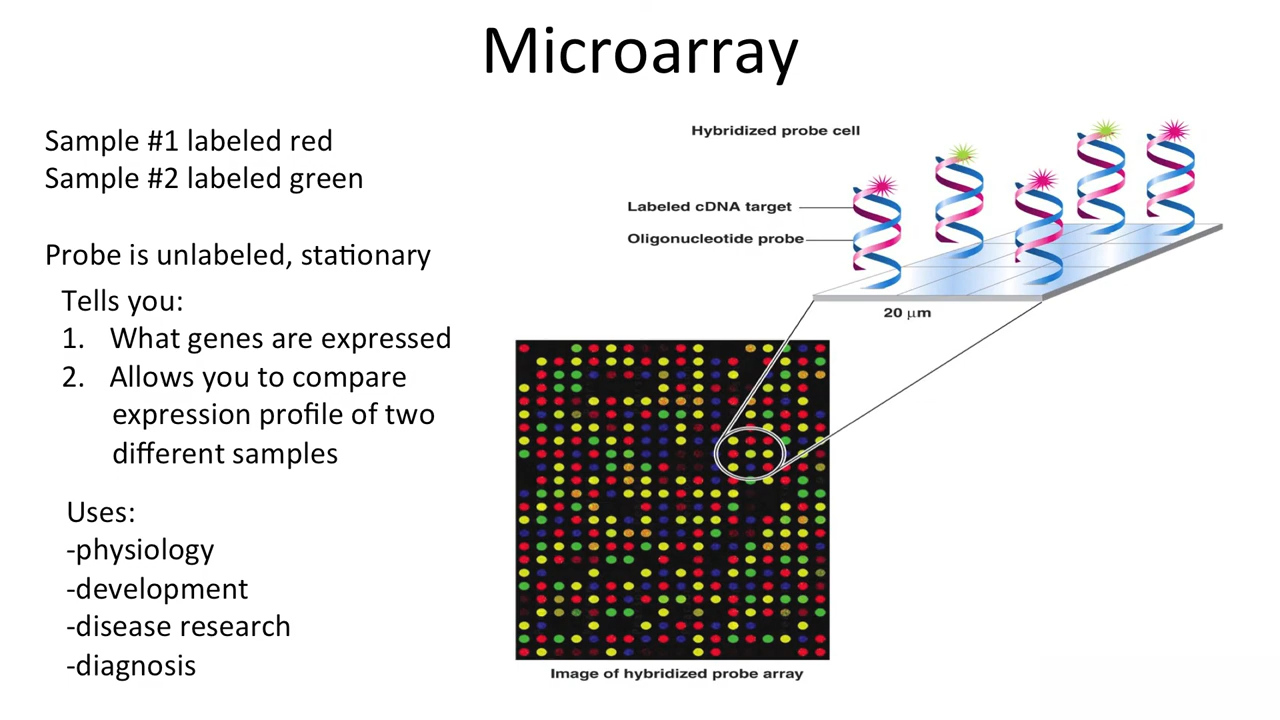 Microarray
Sample #1 labeled red
Sample #2 labeled green
Probe is unlabeled, stationary
Tells you:
1. What genes are expressed
2. Allows you to compare
expression profile of two
different samples
Uses:
-physiology
-development
-disease research
-diagnosis
Hybridized probe cell
Labeled cDNA target
Oligonucleotide probe
20 µm
Image of hybridized probe array